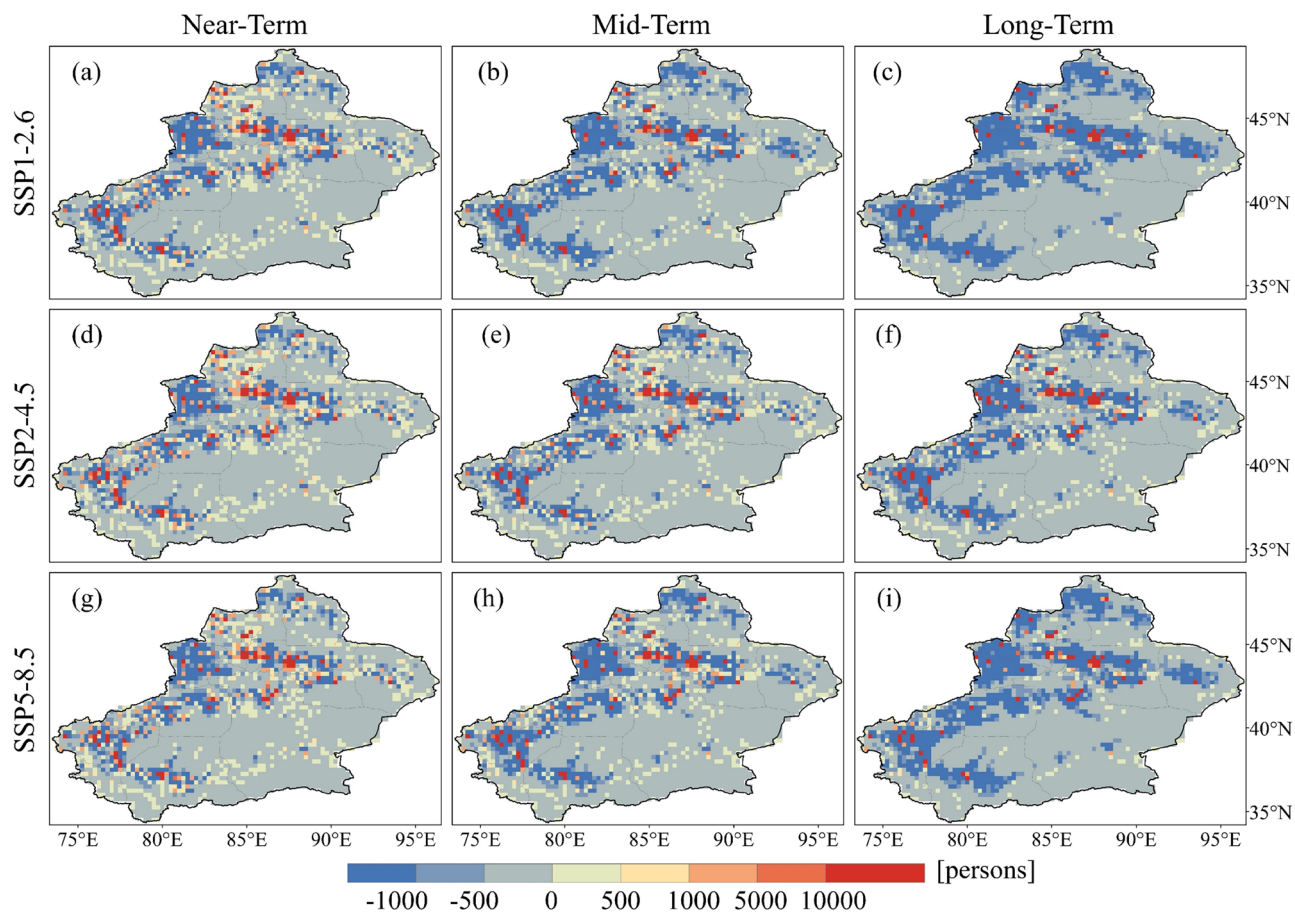 Near-Term Mid-Term Long-Term
SSP1-2.6
(a) (b) (c)
45°N
40°N
35°N
SSP2-4.5
(d) (e) (f)
45°N
40°N
35°N
SSP5-8.5
(g) (h) (i)
45°N
40°N
35°N
75°E 80°E 85°E 90°E 95°E 75°E 80°E 85°E 90°E 95°E 75°E 80°E 85°E 90°E 95°E
[persons]
-1000 -500 0 500 1000 5000 10000